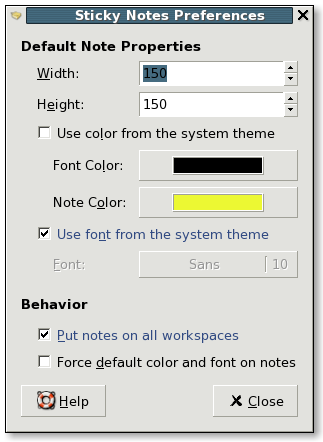 Sticky Notes Preferences
Default Note Properties
Width: 150
Height: 150
Use color from the system theme
Font Color:
Note Color:
Use font from the system theme
Font: Sans 10
Behavior
Put notes on all workspaces
Force default color and font on notes
Help Close